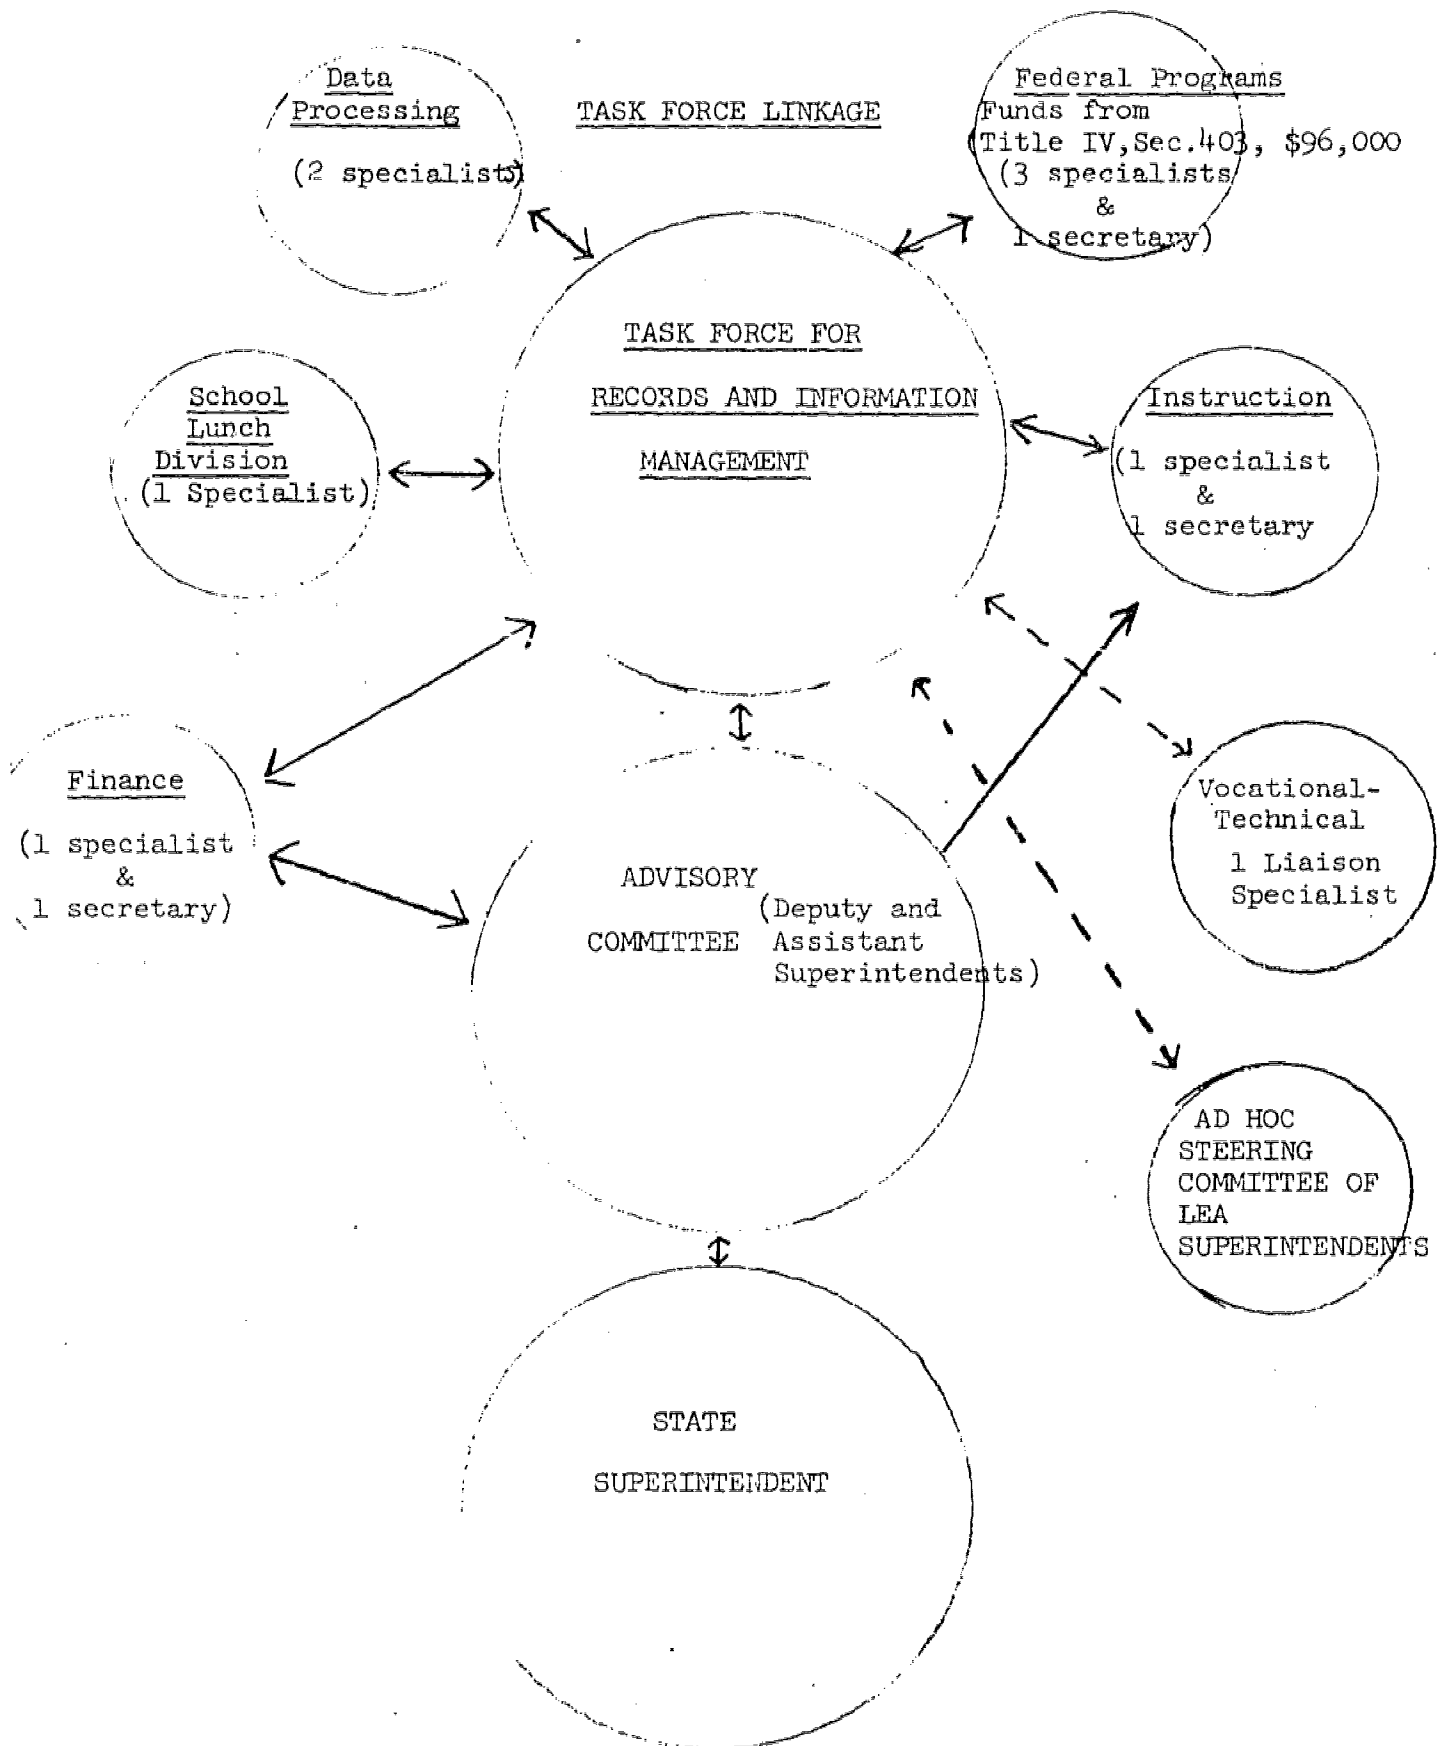 TASK FORCE LINKAGE
Data
Processing
(2 specialists)
Federal Programs
Funds from
(Title IV,Sec.403, $96,000
(3 specialists
&
1 secretary)
TASK FORCE FOR
RECORDS AND INFORMATION
MANAGEMENT
School
Lunch
Division
(1 Specialist)
Instruction
(1 specialist
&
1 secretary
Finance
(1 specialist
&
1 secretary)
Vocational-
Technical
1 Liaison
Specialist
ADVISORY
COMMITTEE
(Deputy and
Assistant
Superintendents)
AD HOC
STEERING
COMMITTEE OF
LEA
SUPERINTENDENTS
STATE
SUPERINTENDENT